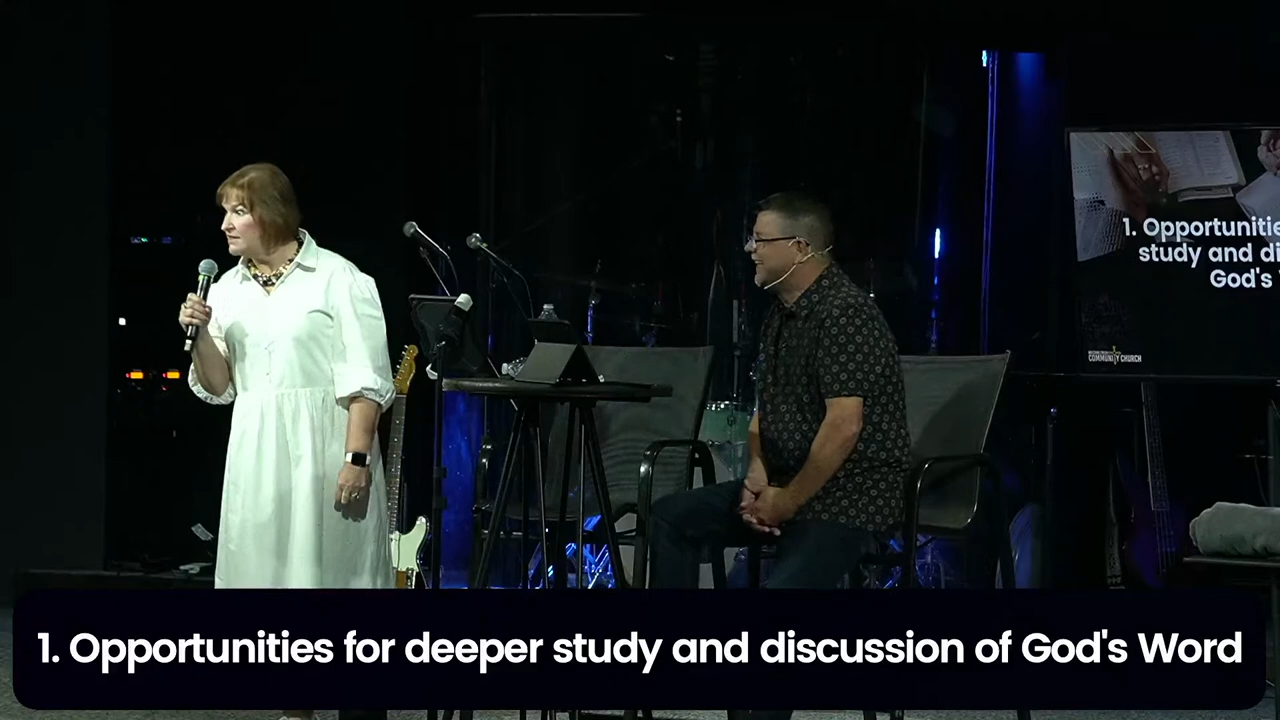 1. Opportunitie
study and di
God's
COMMUNITY CHURCH
1. Opportunities for deeper study and discussion of God's Word